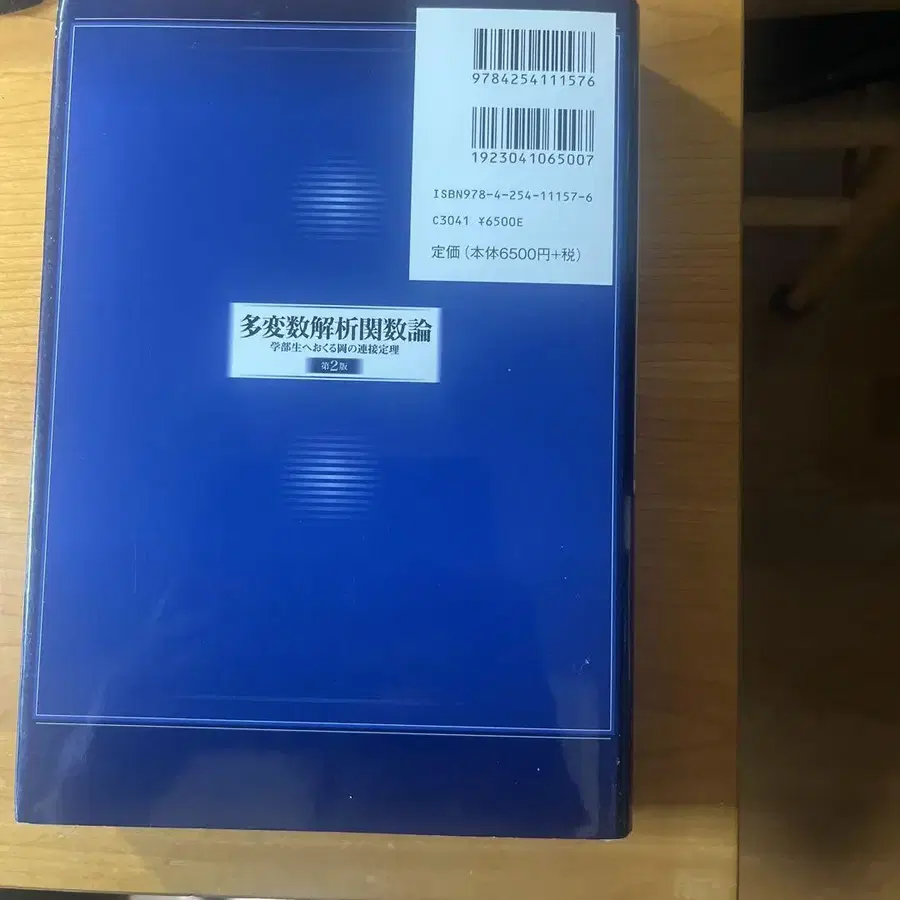 9784254111576
1923041065007
ISBN978-4-254-11157-6
C3041 ¥6500E
定価(本体6500円+税)
多変数解析関数論
学部生へおくる岡の連接定理
第2版